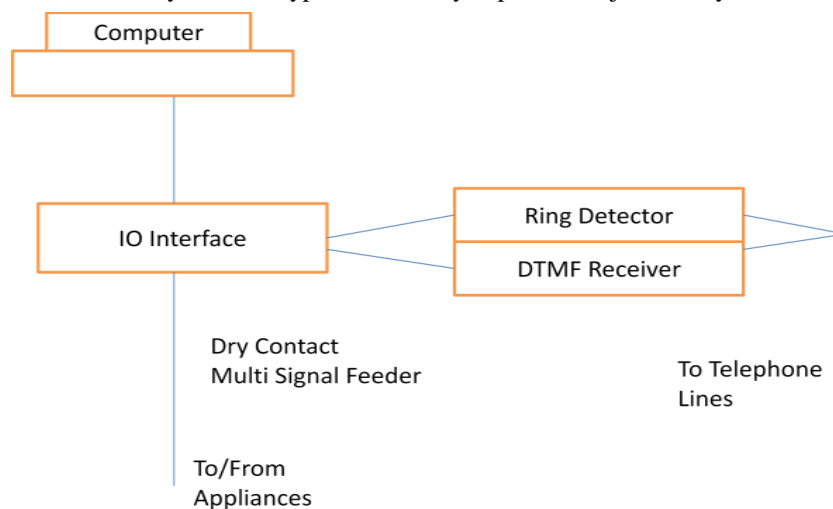 Computer
IO Interface
Ring Detector
DTMF Receiver
Dry Contact
Multi Signal Feeder
To Telephone
Lines
To/From
Appliances